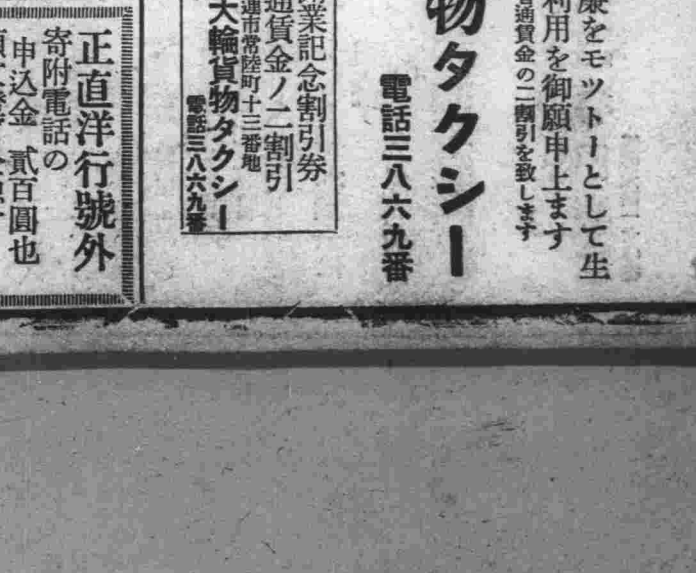 廉をモツトーとして生
利用を御願申上ます
普通賃金の二割引を致します
物タクシー
電話三八六九番
業記念割引券
通賃金ノ二割引
連市常陸町十三番地
大輪貨物タクシー
電話三八六九番
正直洋行號外
寄附電話の
申込金 貳百圓也